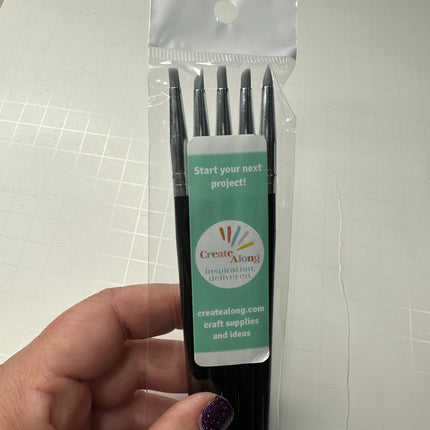 Start your next
project!
Create
Along
inspiration,
delivered.
createalong.com
craft supplies
and ideas